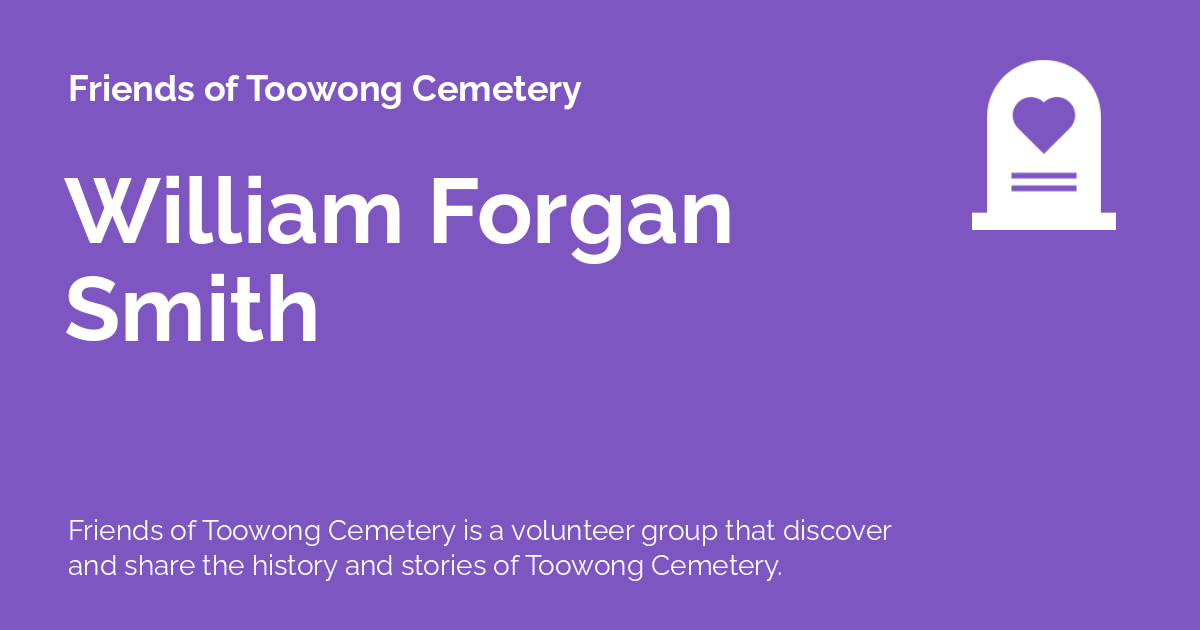 Friends of Toowong Cemetery
William Forgan
Smith
Friends of Toowong Cemetery is a volunteer group that discover
and share the history and stories of Toowong Cemetery.